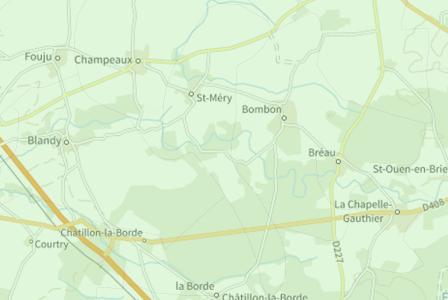 Fouju
Champeaux
St-Méry
Bombon
Blandy
Bréau
St-Ouen-en-Brie
La Chapelle-
Gauthier
D408
Châtillon-la-Borde
Courtry
D227
la Borde
Châtillon-la-Borde